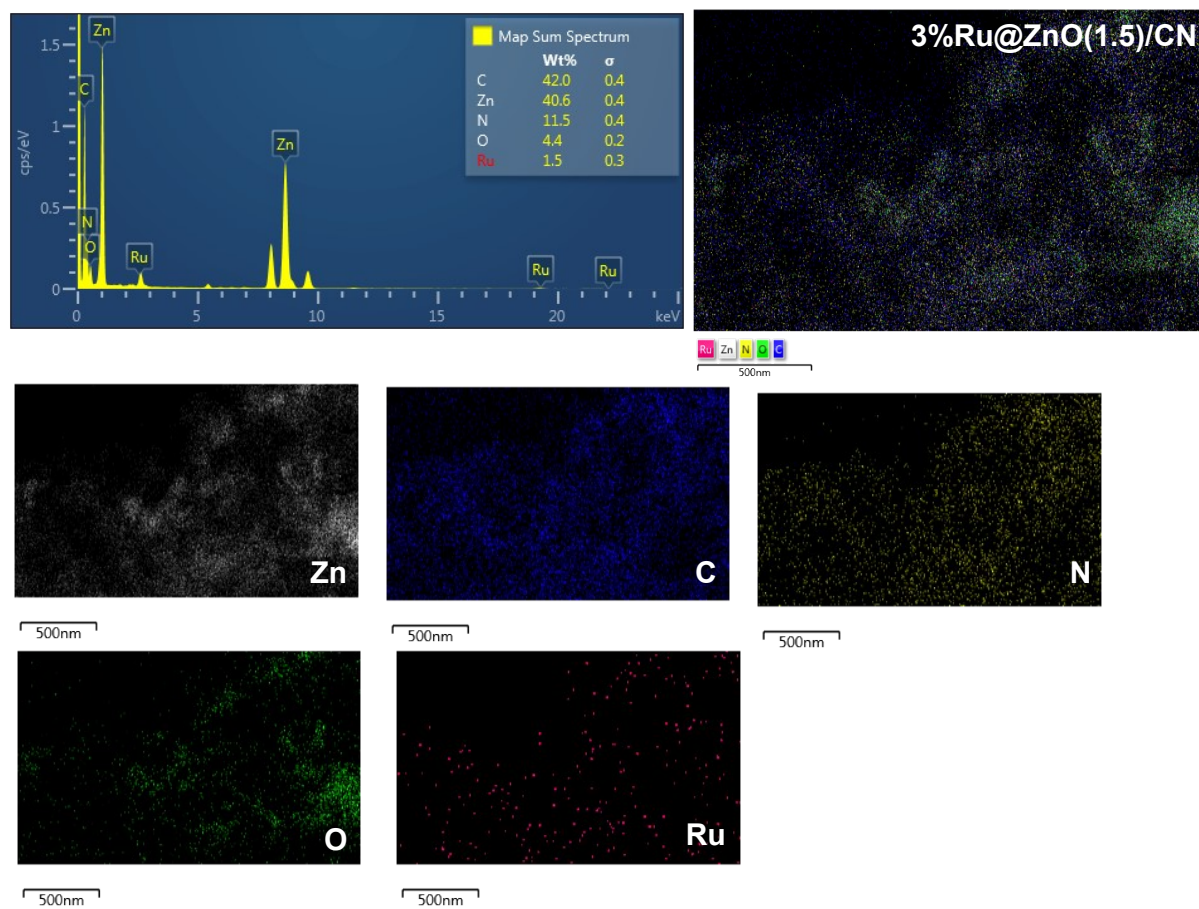 Zn
C
N
O
Ru
Zn
Ru
Ru
cps/eV
1.5
1
0.5
0
0
5
10
15
20
keV
Map Sum Spectrum
Wt% σ
C 42.0 0.4
Zn 40.6 0.4
N 11.5 0.4
O 4.4 0.2
Ru 1.5 0.3
3%Ru@ZnO(1.5)/CN
Ru Zn N O C
500nm
Zn
500nm
C
500nm
N
500nm
O
500nm
Ru
500nm